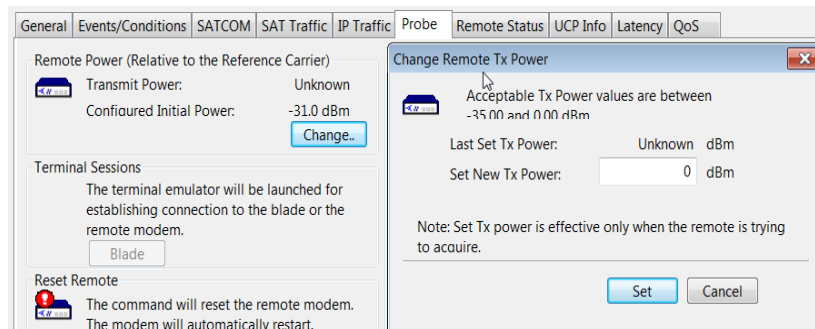 General Events/Conditions SATCOM SAT Traffic IP Traffic Probe Remote Status UCP Info Latency QoS
Remote Power (Relative to the Reference Carrier)
Transmit Power: Unknown
Configured Initial Power: -31.0 dBm
Change..
Terminal Sessions
The terminal emulator will be launched for
establishing connection to the blade or the
remote modem.
Blade
Reset Remote
The command will reset the remote modem.
The modem will automatically restart.
Change Remote Tx Power
Acceptable Tx Power values are between
-35.00 and 0.00 dBm
Last Set Tx Power: Unknown dBm
Set New Tx Power: 0 dBm
Note: Set Tx power is effective only when the remote is trying
to acquire.
Set Cancel